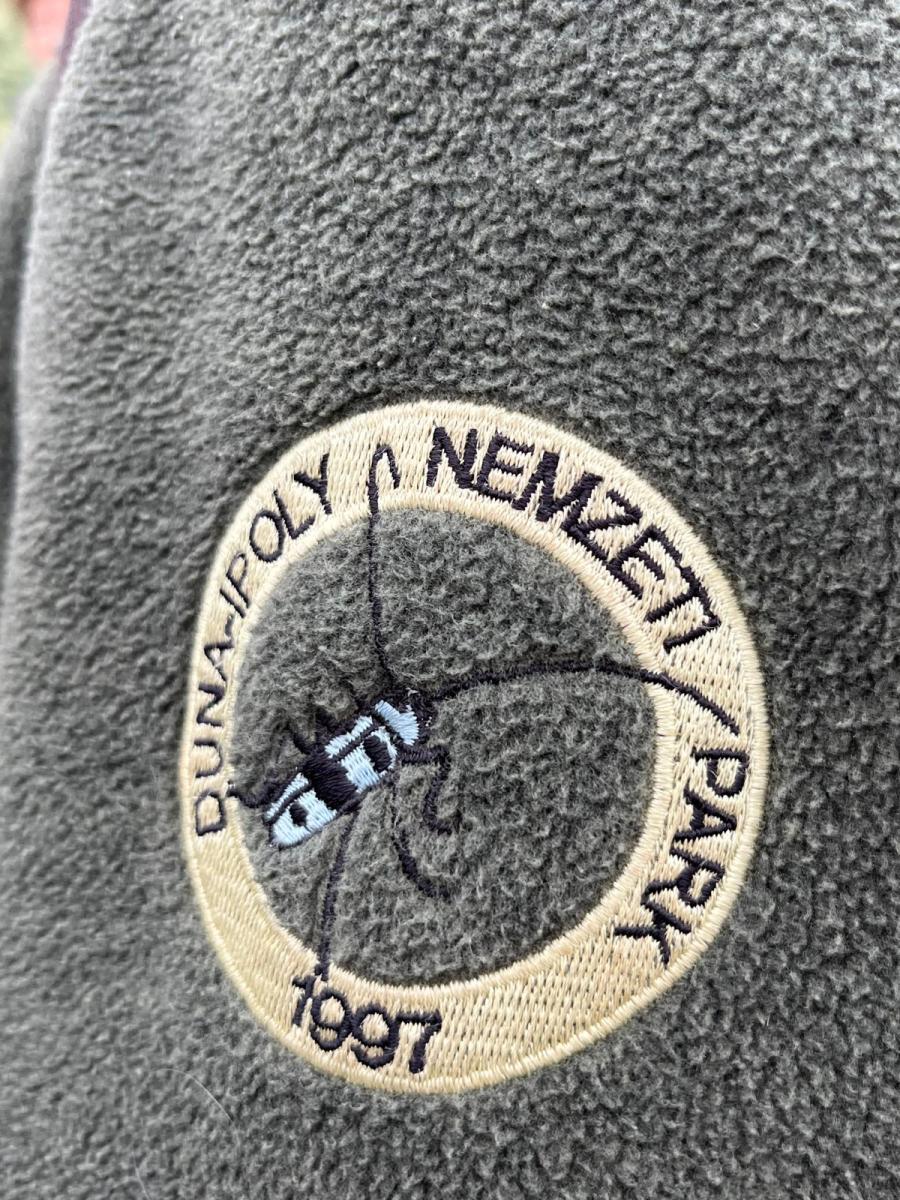 DUNA-IPOLY NEMZETI PARK
1997